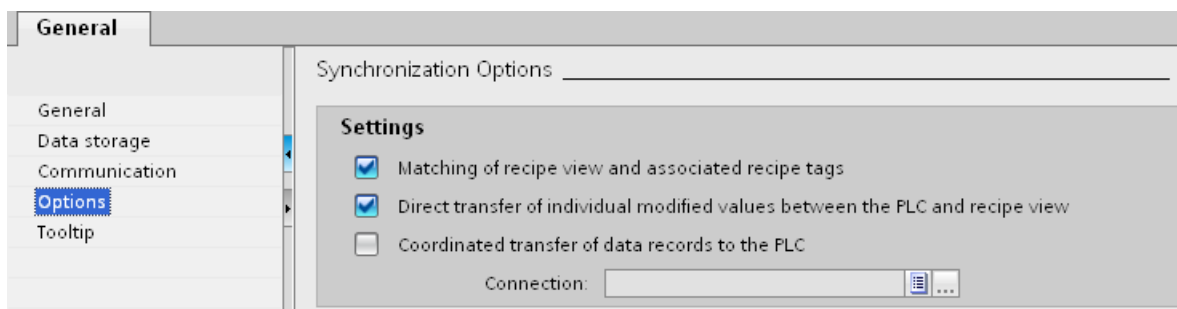 General
Synchronization Options
General
Data storage
Communication
Options
Tooltip
Settings
Matching of recipe view and associated recipe tags
Direct transfer of individual modified values between the PLC and recipe view
Coordinated transfer of data records to the PLC
Connection:
...